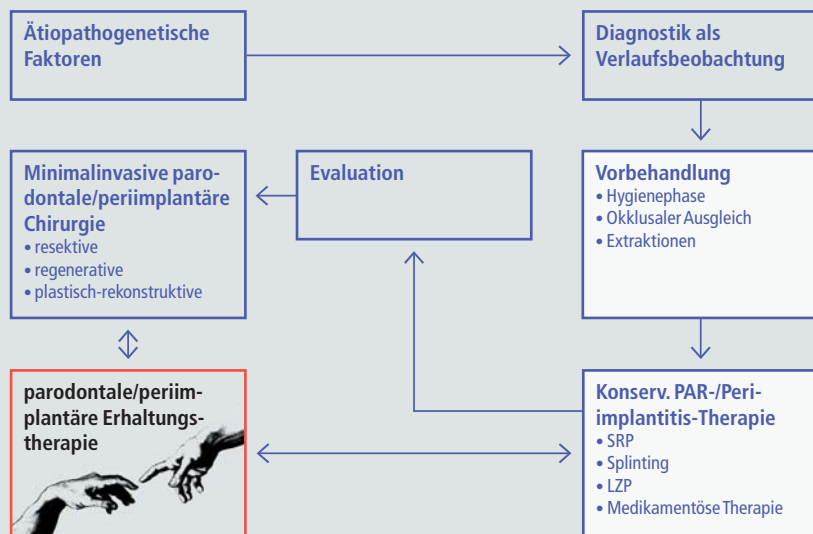 Ätiopathogenetische
Faktoren
Diagnostik als
Verlaufsbeobachtung
Minimalinvasive paro-
dontale/periimplantäre
Chirurgie
• resektive
• regenerative
• plastisch-rekonstruktive
Evaluation
Vorbehandlung
• Hygienephase
• Okklusaler Ausgleich
• Extraktionen
parodontale/periim-
plantäre Erhaltungs-
therapie
Konserv. PAR-/Peri-
implantitis-Therapie
• SRP
• Splinting
• LZP
• Medikamentöse Therapie